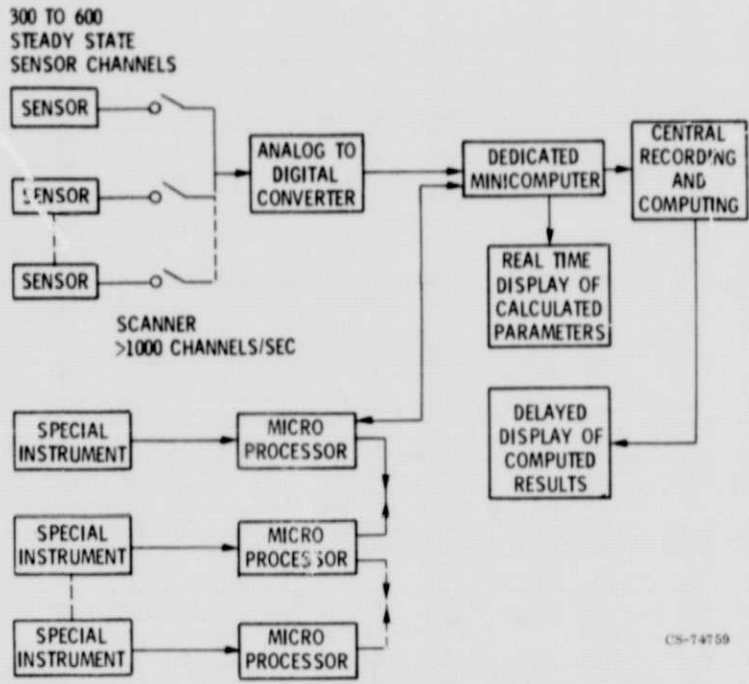 300 TO 600
STEADY STATE
SENSOR CHANNELS
SENSOR
SENSOR
SENSOR
ANALOG TO
DIGITAL
CONVERTER
DEDICATED
MINICOMPUTER
CENTRAL
RECORDING
AND
COMPUTING
REAL TIME
DISPLAY OF
CALCULATED
PARAMETERS
SCANNER
>1000 CHANNELS/SEC
DELAYED
DISPLAY OF
COMPUTED
RESULTS
SPECIAL
INSTRUMENT
MICRO
PROCESSOR
SPECIAL
INSTRUMENT
MICRO
PROCESSOR
SPECIAL
INSTRUMENT
MICRO
PROCESSOR
CS-74759